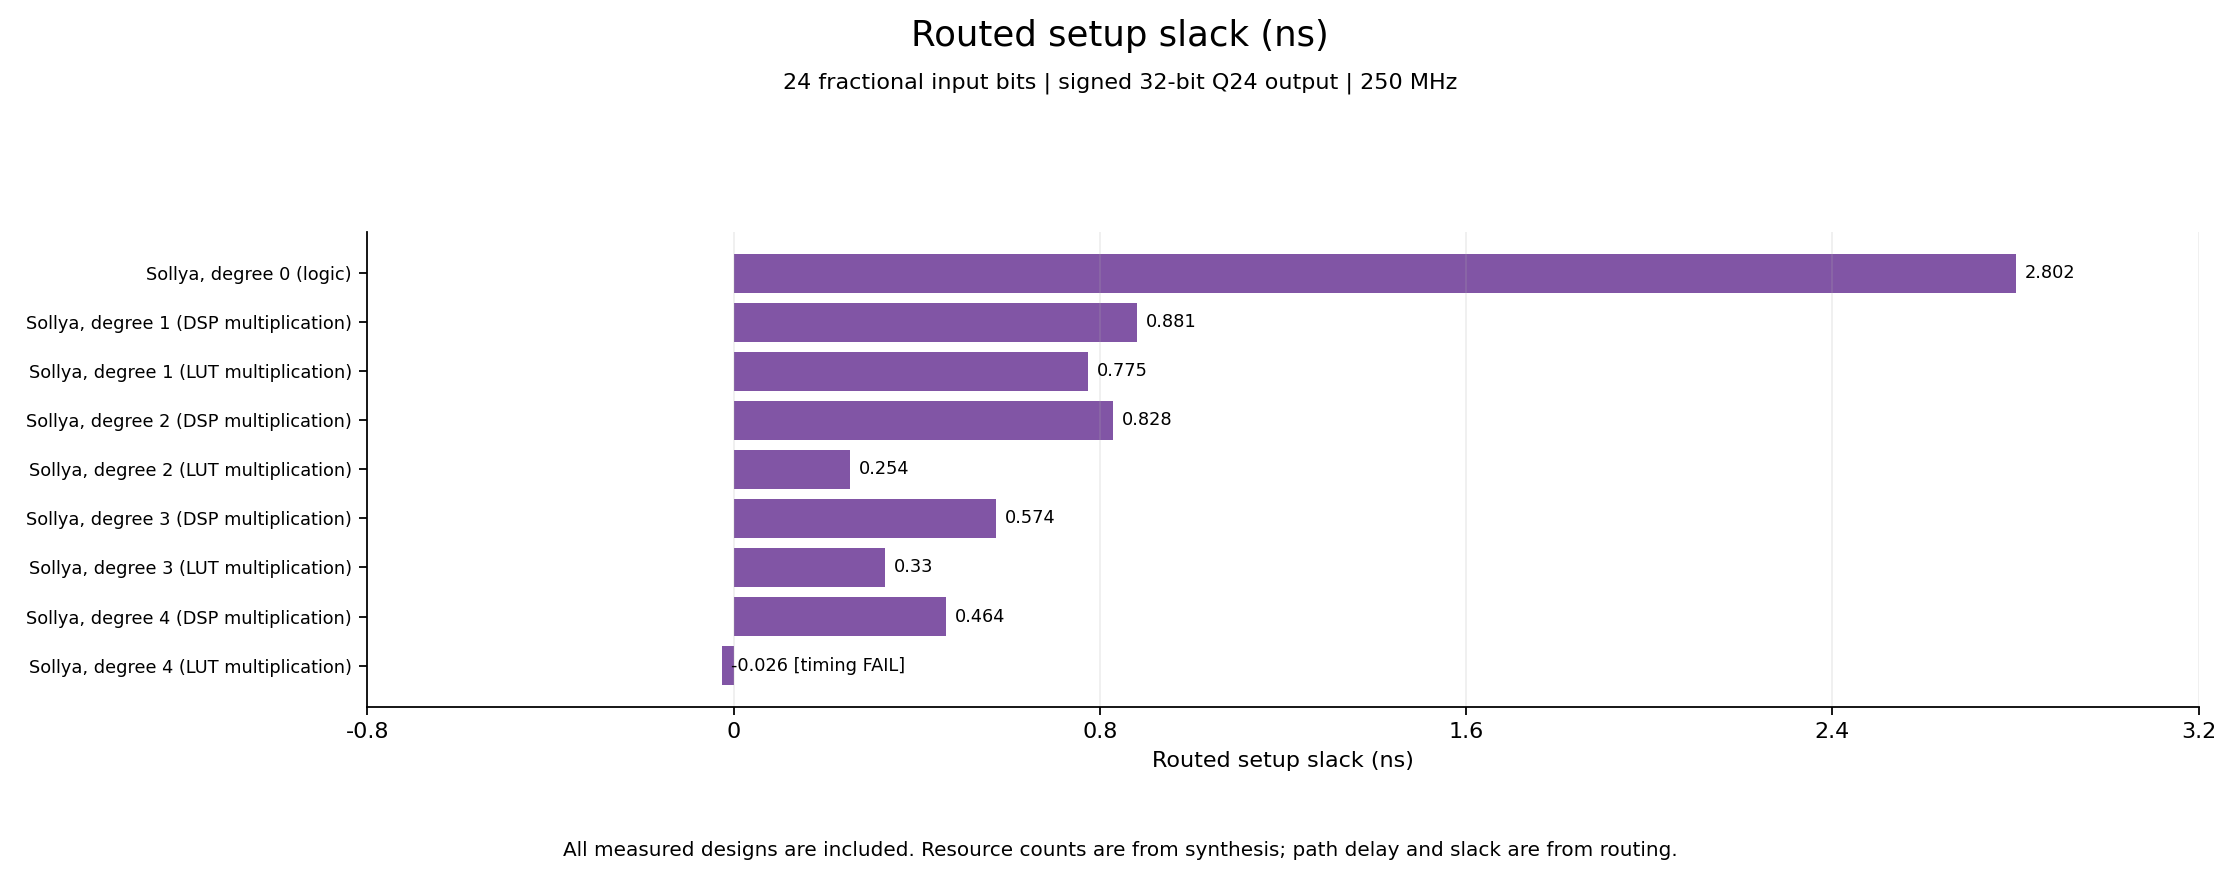 Routed setup slack (ns)
24 fractional input bits | signed 32-bit Q24 output | 250 MHz
Sollya, degree 0 (logic)
2.802
Sollya, degree 1 (DSP multiplication)
0.881
Sollya, degree 1 (LUT multiplication)
0.775
Sollya, degree 2 (DSP multiplication)
0.828
Sollya, degree 2 (LUT multiplication)
0.254
Sollya, degree 3 (DSP multiplication)
0.574
Sollya, degree 3 (LUT multiplication)
0.33
Sollya, degree 4 (DSP multiplication)
0.464
Sollya, degree 4 (LUT multiplication)
-0.026 [timing FAIL]
-0.8 0 0.8 1.6 2.4 3.2
Routed setup slack (ns)
All measured designs are included. Resource counts are from synthesis; path delay and slack are from routing.